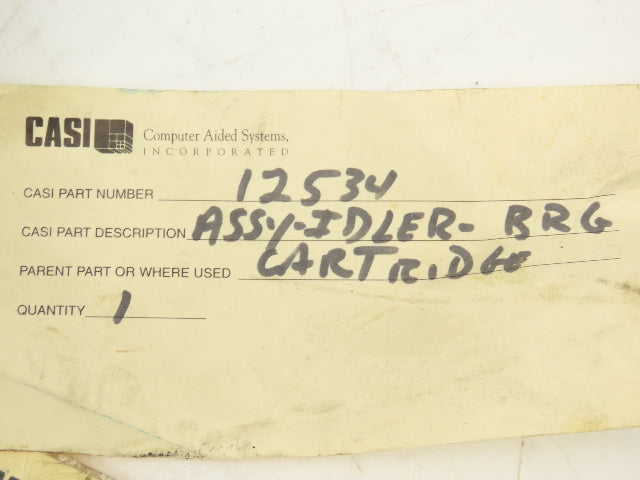 CASI Computer Aided Systems,
INCORPORATED
CASI PART NUMBER 12534
CASI PART DESCRIPTION ASSY-IDLER-BRG
PARENT PART OR WHERE USED CARTRIDGE
QUANTITY 1